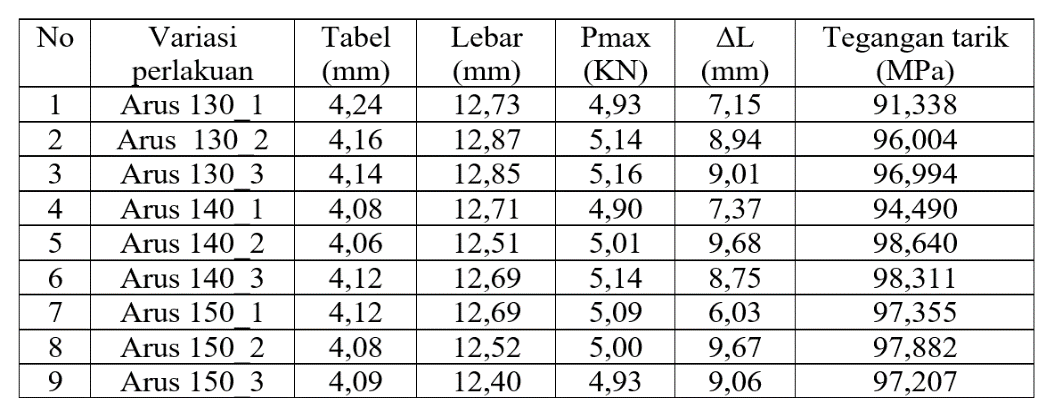 No Variasi perlakuan Tabel (mm) Lebar (mm) Pmax (KN) ΔL (mm) Tegangan tarik (MPa)
1 Arus 130_1 4,24 12,73 4,93 7,15 91,338
2 Arus 130_2 4,16 12,87 5,14 8,94 96,004
3 Arus 130_3 4,14 12,85 5,16 9,01 96,994
4 Arus 140_1 4,08 12,71 4,90 7,37 94,490
5 Arus 140_2 4,06 12,51 5,01 9,68 98,640
6 Arus 140_3 4,12 12,69 5,14 8,75 98,311
7 Arus 150_1 4,12 12,69 5,09 6,03 97,355
8 Arus 150_2 4,08 12,52 5,00 9,67 97,882
9 Arus 150_3 4,09 12,40 4,93 9,06 97,207